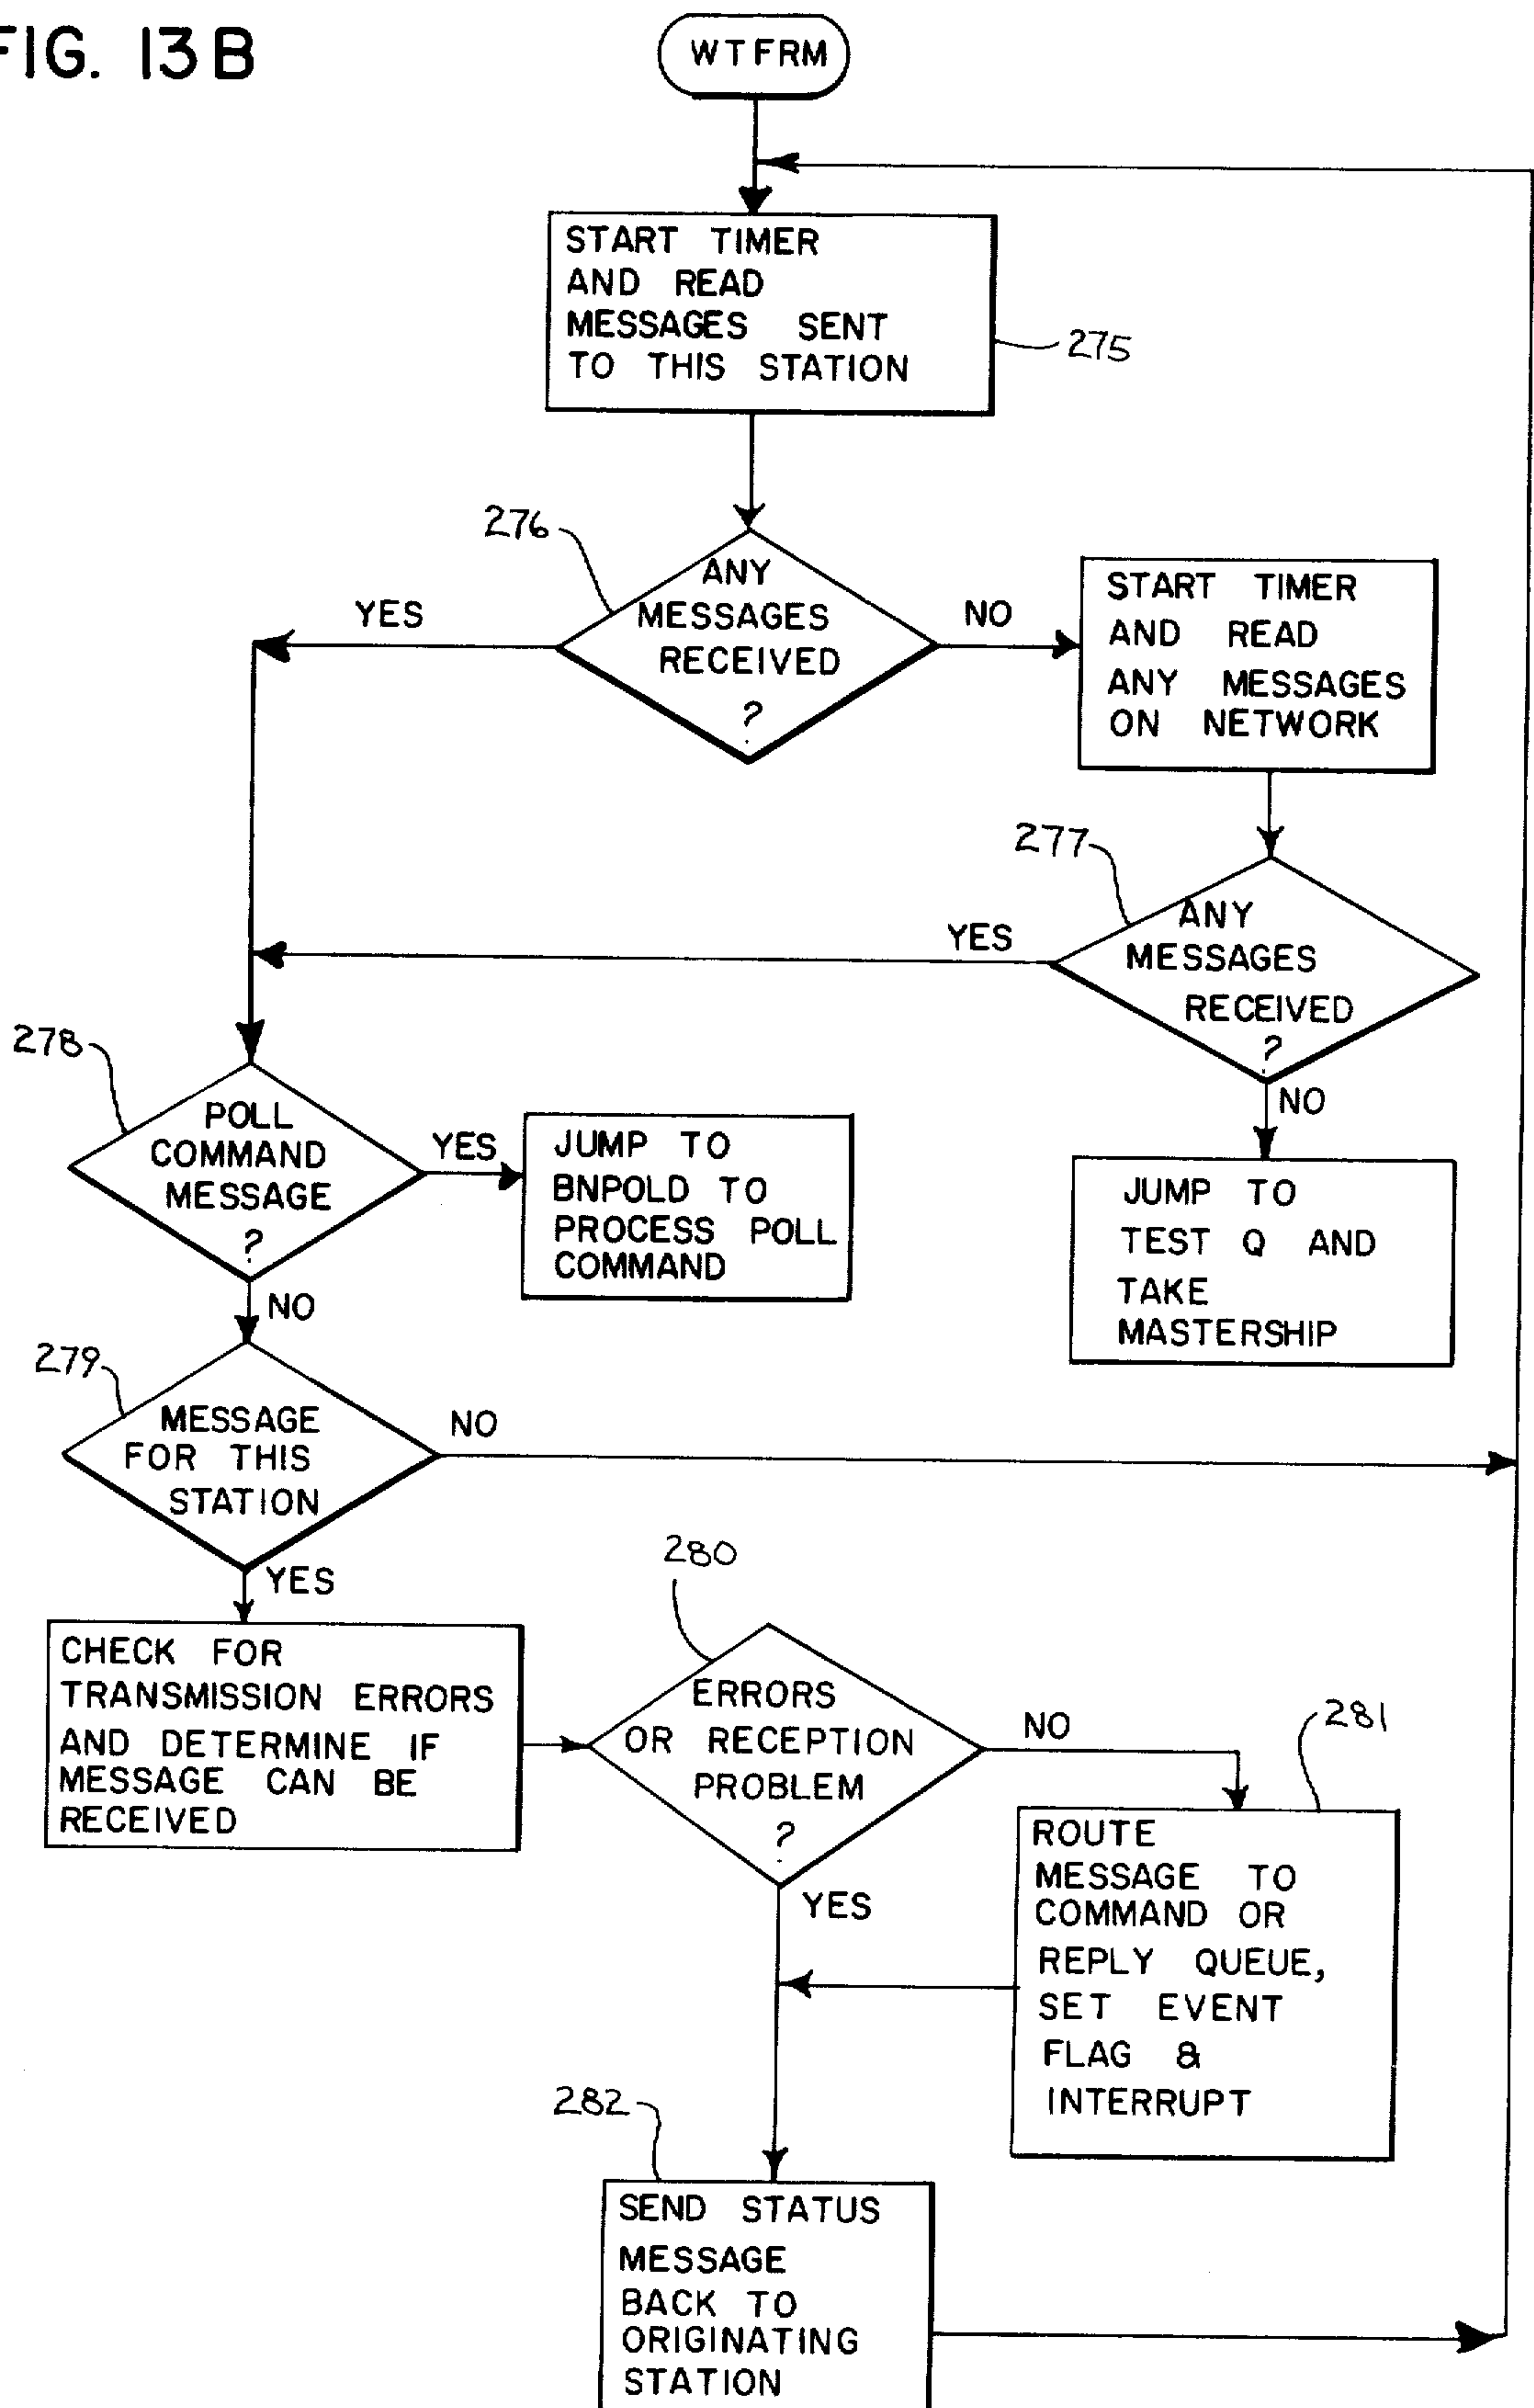 FIG. 13B
WTFRM
START TIMER
AND READ
MESSAGES SENT
TO THIS STATION
275
276
ANY
MESSAGES
RECEIVED
?
YES
NO
START TIMER
AND READ
ANY MESSAGES
ON NETWORK
277
ANY
MESSAGES
RECEIVED
?
YES
NO
JUMP TO
TEST Q AND
TAKE
MASTERSHIP
278
POLL
COMMAND
MESSAGE
?
YES
JUMP TO
BNPOLD TO
PROCESS POLL
COMMAND
NO
279
MESSAGE
FOR THIS
STATION
NO
YES
CHECK FOR
TRANSMISSION ERRORS
AND DETERMINE IF
MESSAGE CAN BE
RECEIVED
280
ERRORS
OR RECEPTION
PROBLEM
?
NO
281
ROUTE
MESSAGE TO
COMMAND OR
REPLY QUEUE,
SET EVENT
FLAG &
INTERRUPT
YES
282
SEND STATUS
MESSAGE
BACK TO
ORIGINATING
STATION